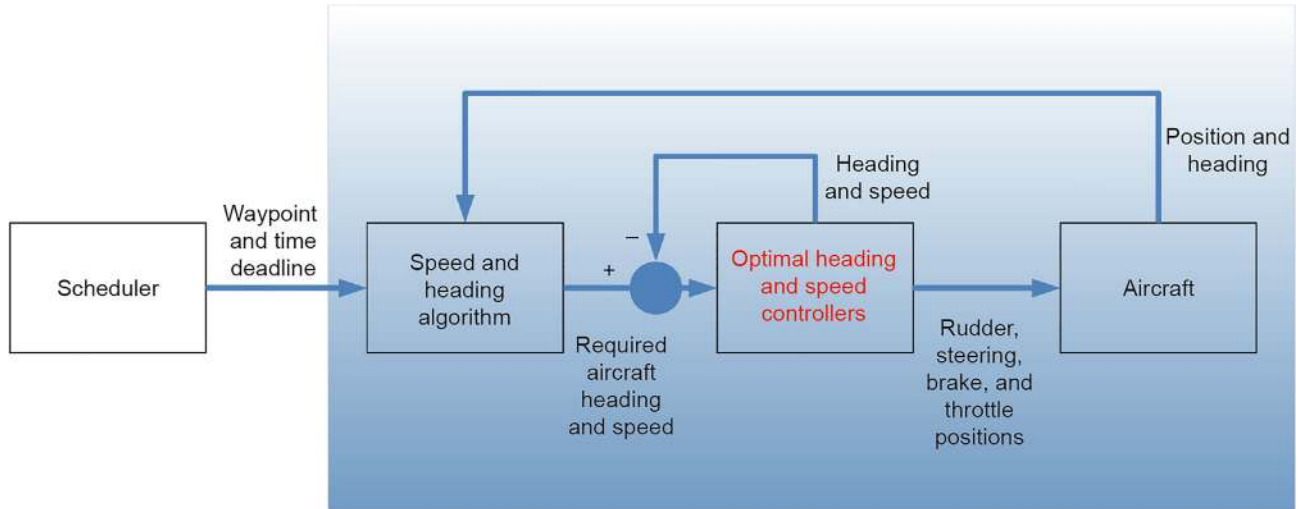 Scheduler
Waypoint
and time
deadline
Speed and
heading
algorithm
+
−
Required
aircraft
heading
and speed
Heading
and speed
Optimal heading
and speed
controllers
Rudder,
steering,
brake, and
throttle
positions
Position and
heading
Aircraft